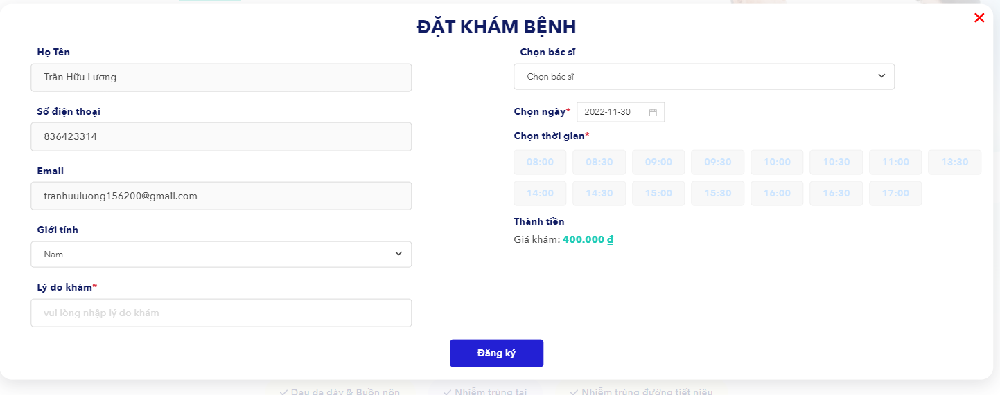 ĐẶT KHÁM BỆNH
Họ Tên
Trần Hữu Lương
Số điện thoại
836423314
Email
tranhuuluong156200@gmail.com
Giới tính
Nam
Lý do khám*
vui lòng nhập lý do khám
Chọn bác sĩ
Chọn bác sĩ
Chọn ngày* 2022-11-30
Chọn thời gian*
08:00 08:30 09:00 09:30 10:00 10:30 11:00 13:30
14:00 14:30 15:00 15:30 16:00 16:30 17:00
Thành tiền
Giá khám: 400.000 ₫
Đăng ký
Đau dạ dày & Buồn nôn Nhiễm trùng tai Nhiễm trùng đường tiết niệu